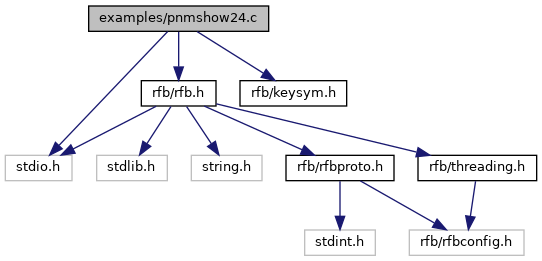 examples/pnmshow24.c
rfb/rfb.h
rfb/keysym.h
stdio.h
stdlib.h
string.h
rfb/rfbproto.h
rfb/threading.h
stdint.h
rfb/rfbconfig.h